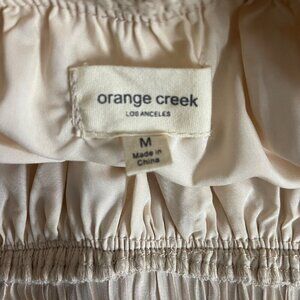 orange creek
LOS ANGELES
M
Made in
China